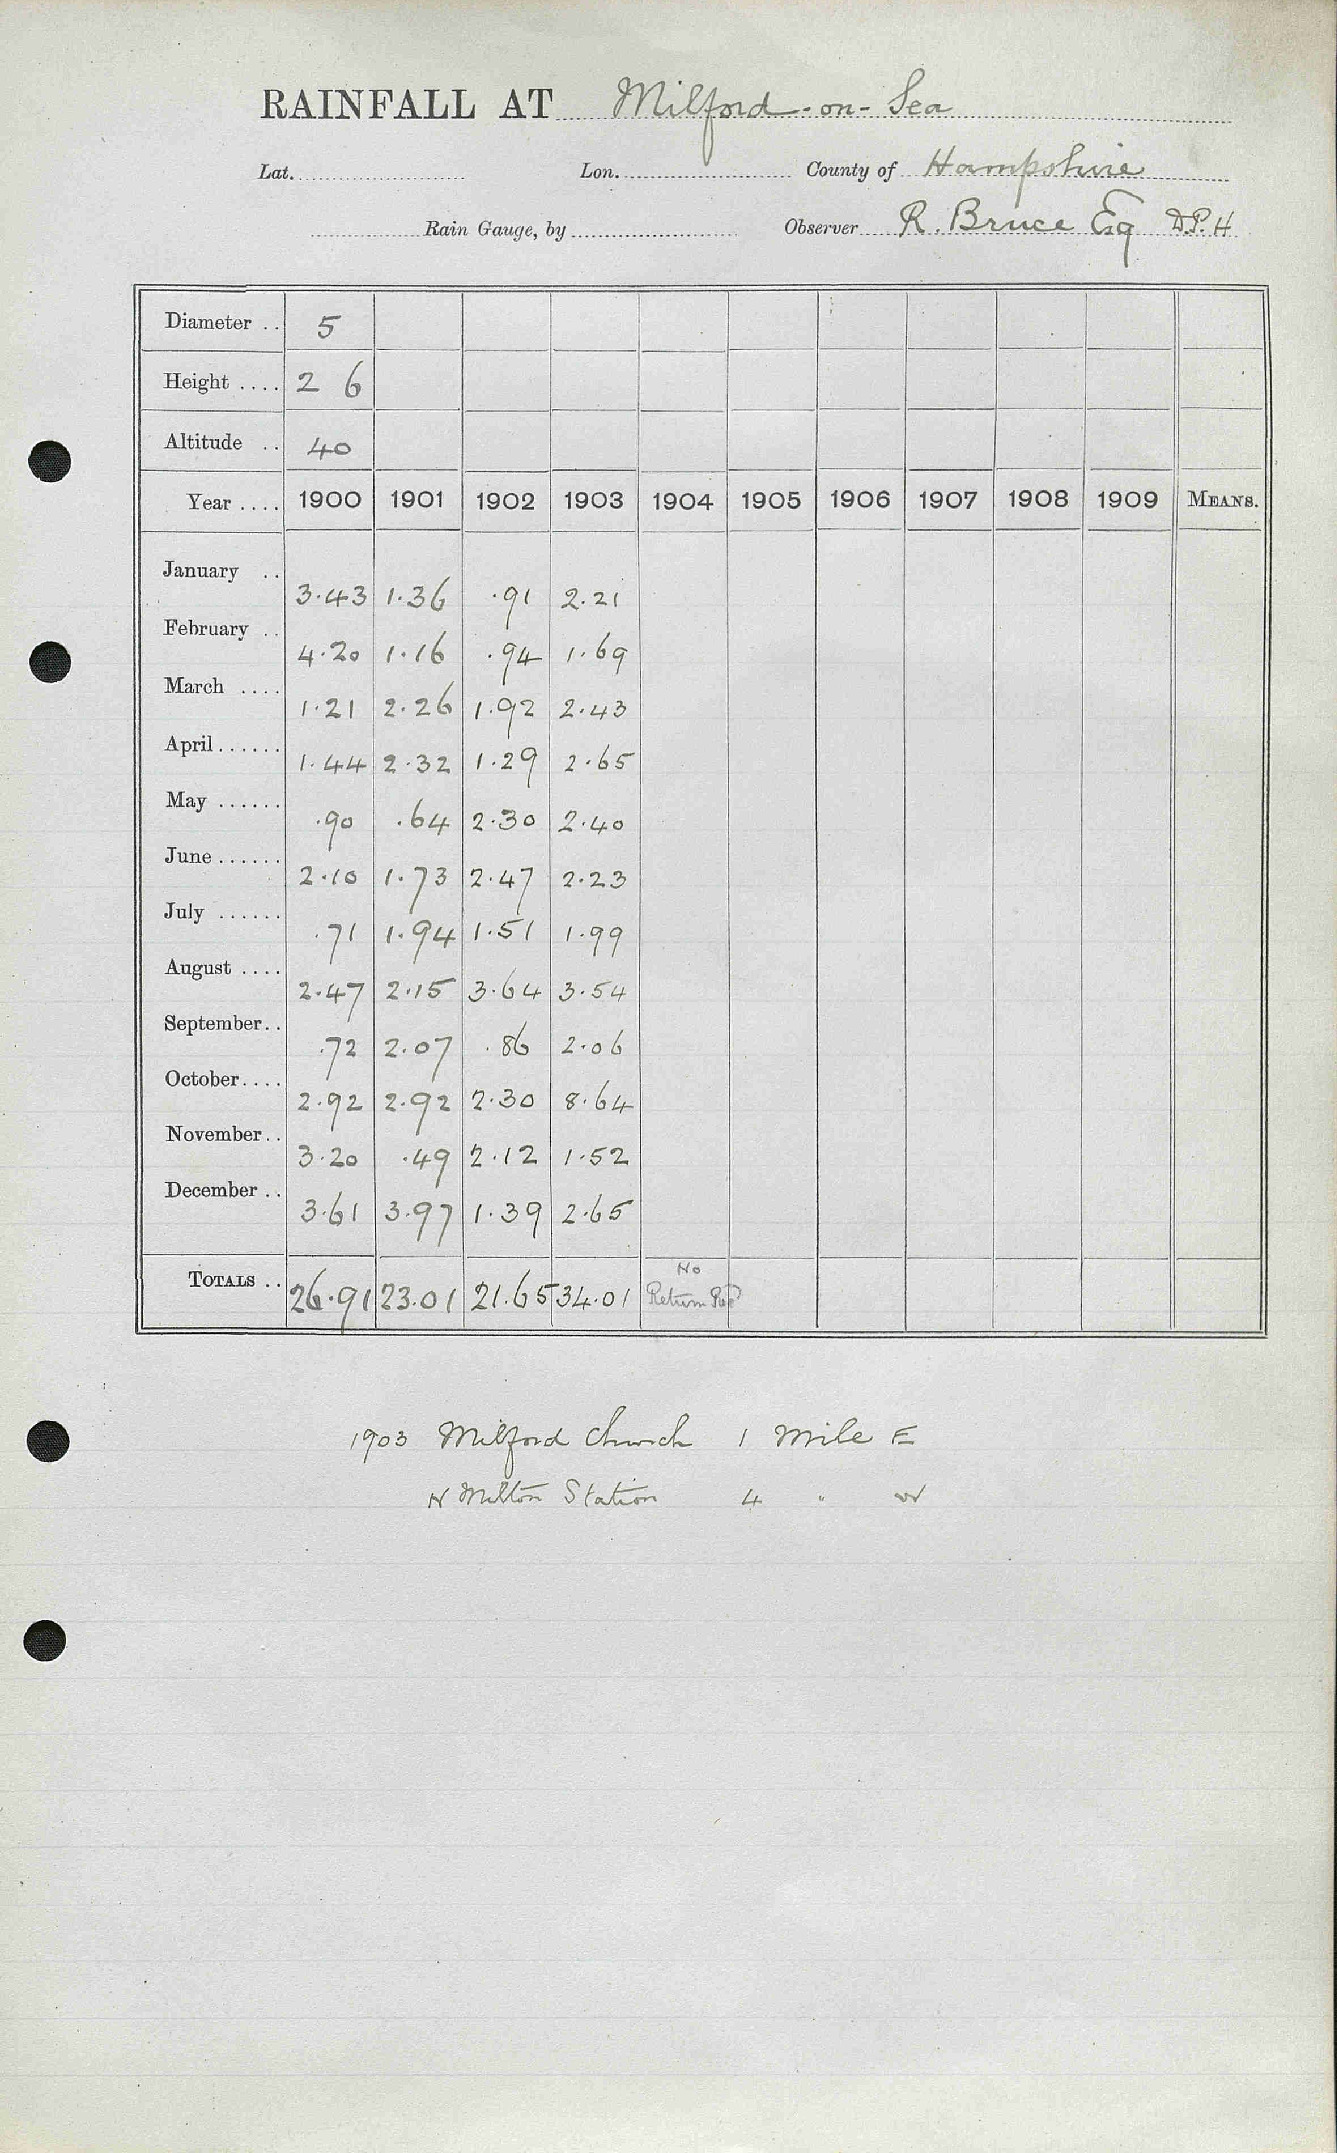 RAINFALL AT Milford-on-Sea
Lat. Lon. County of Hampshire
Rain Gauge, by Observer R. Bruce Esq D.P.H
Diameter .. 5
Height .... 2 6
Altitude .. 40
Year .... 1900 1901 1902 1903 1904 1905 1906 1907 1908 1909 MEANS.
January .. 3.43 1.36 .91 2.21
February .. 4.20 1.16 .94 1.69
March .... 1.21 2.26 1.92 2.43
April ...... 1.44 2.32 1.29 2.65
May ...... .90 .64 2.30 2.40
June ...... 2.10 1.73 2.47 2.23
July ...... .71 1.94 1.51 1.99
August .... 2.47 2.15 3.64 3.54
September .. .72 2.07 .86 2.06
October .... 2.92 2.92 2.30 8.64
November .. 3.20 .49 2.12 1.52
December .. 3.61 3.97 1.39 2.65
No
TOTALS .. 26.91 23.01 21.65 34.01 Return
1903 Milford Church 1 Mile E
N Milton Station 4 " W